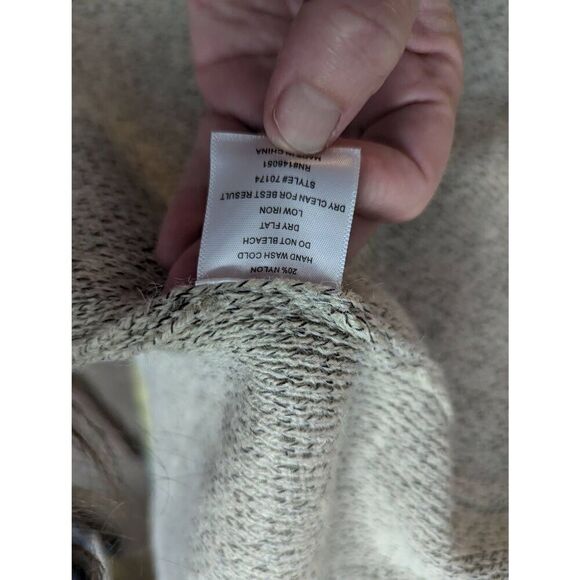 20% NYLON
HAND WASH COLD
DO NOT BLEACH
DRY FLAT
LOW IRON
DRY CLEAN FOR BEST RESULT
STYLE# 70174
RN#8148051
MADE IN CHINA